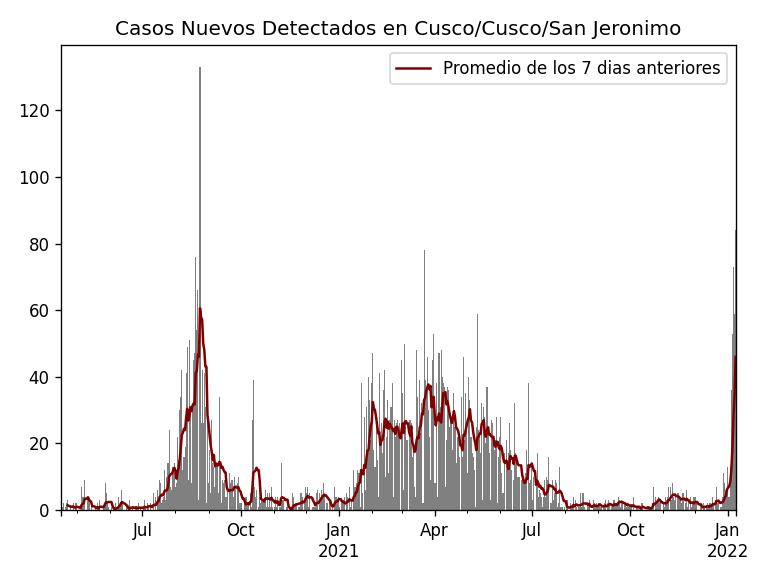 Casos Nuevos Detectados en Cusco/Cusco/San Jeronimo
Promedio de los 7 dias anteriores
120
100
80
60
40
20
0
Jul Oct Jan Apr Jul Oct Jan
2021 2022